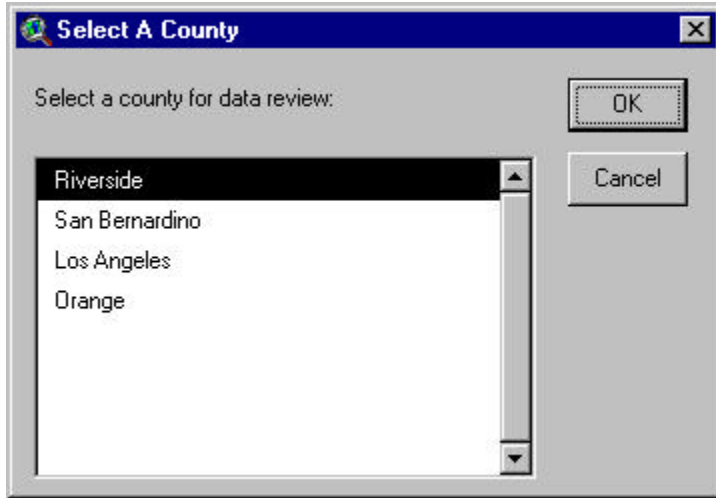 Select A County
Select a county for data review:
OK
Cancel
Riverside
San Bernardino
Los Angeles
Orange